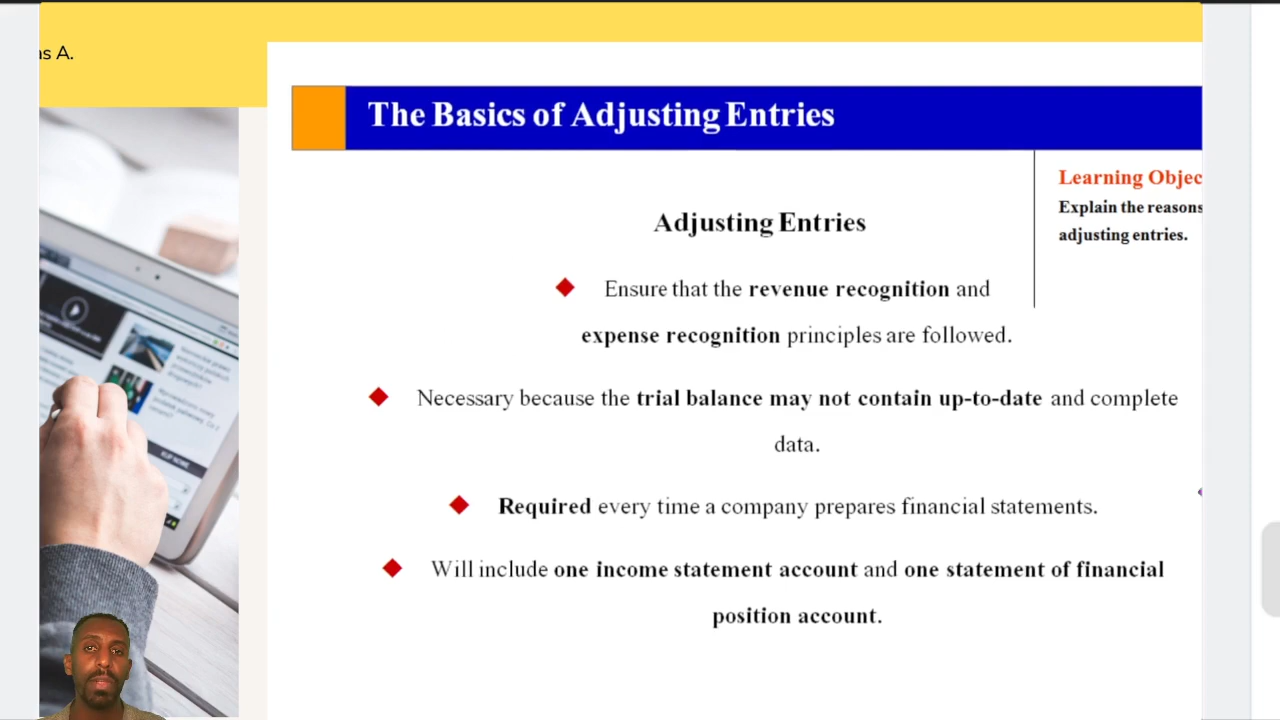 A.
The Basics of Adjusting Entries
Learning
Explain the reasons
adjusting entries.
Adjusting Entries
Ensure that the revenue recognition and
expense recognition principles are followed.
Necessary because the trial balance may not contain up-to-date and complete
data.
Required every time a company prepares financial statements.
Will include one income statement account and one statement of financial
position account.